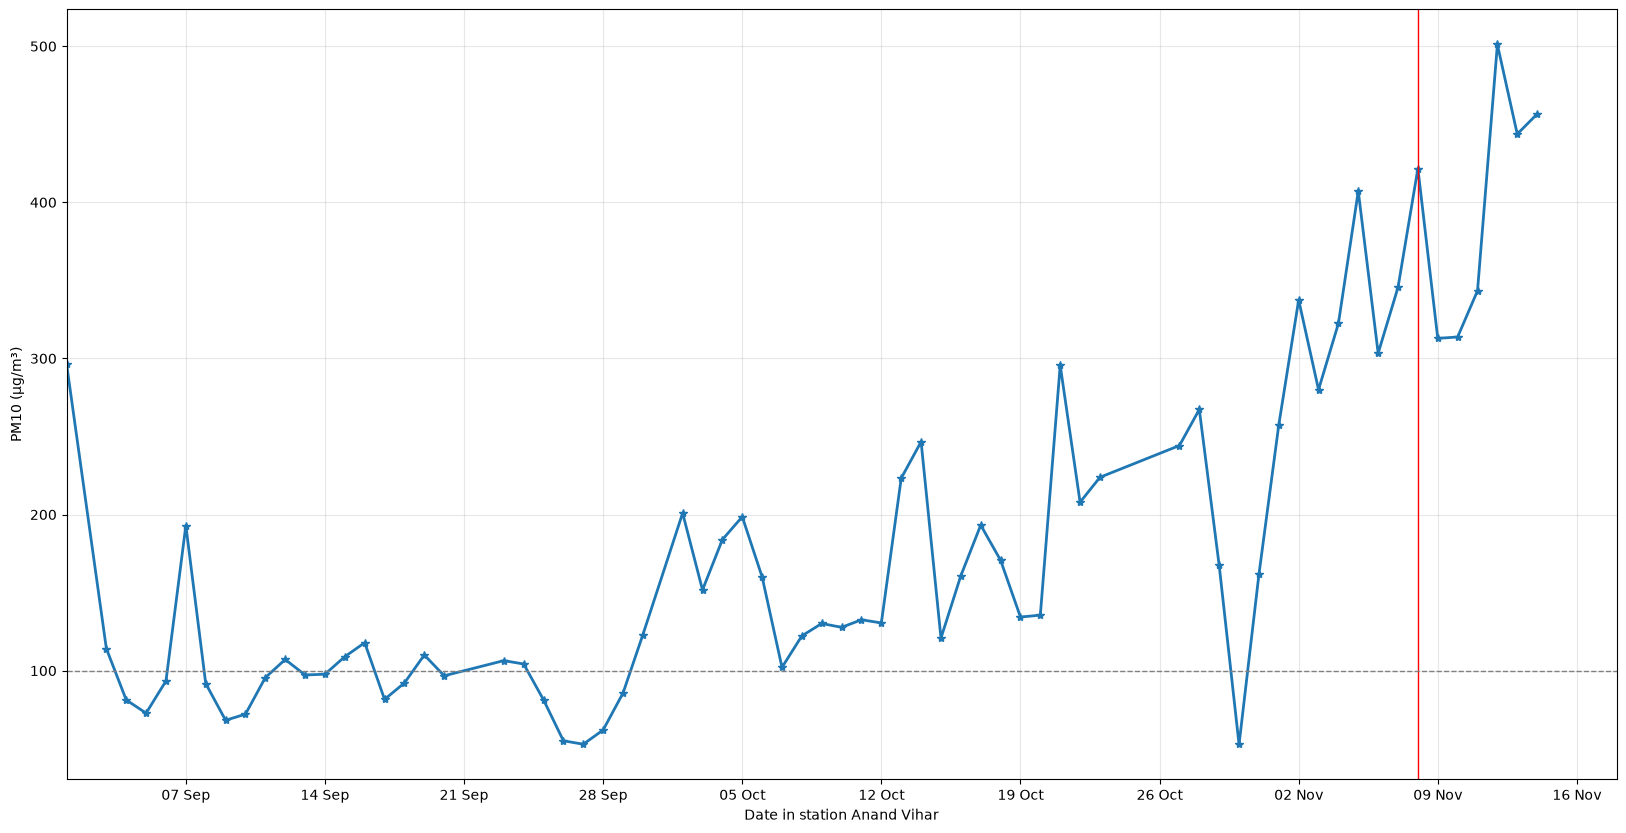 500
400
300
200
100
PM10 (µg/m³)
07 Sep
14 Sep
21 Sep
28 Sep
05 Oct
12 Oct
19 Oct
26 Oct
02 Nov
09 Nov
16 Nov
Date in station Anand Vihar